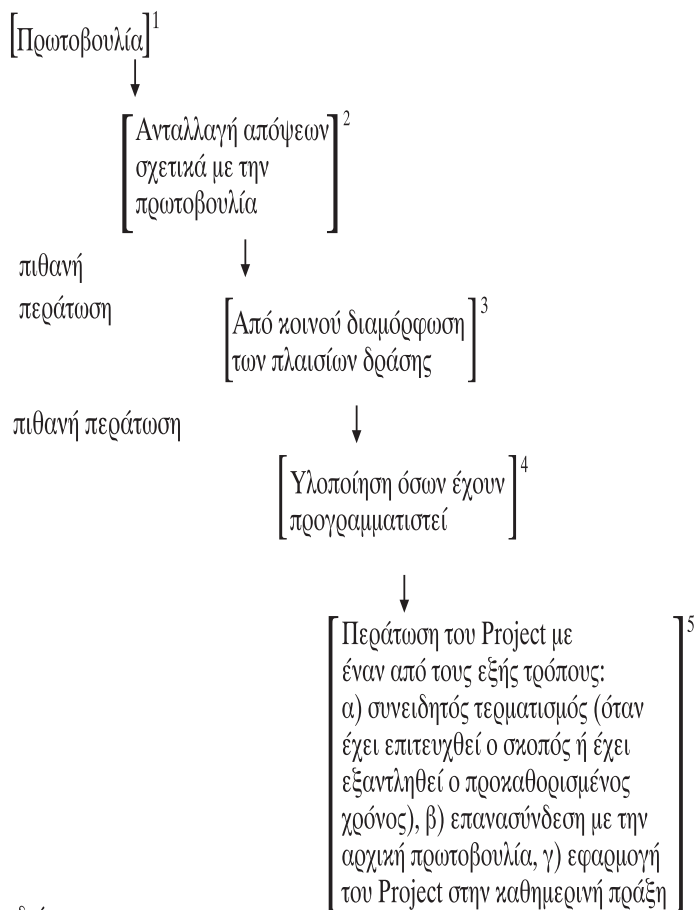 [Πρωτοβουλία]1
[Ανταλλαγή απόψεων
σχετικά με την
πρωτοβουλία]2
πιθανή
περάτωση
[Από κοινού διαμόρφωση
των πλαισίων δράσης]3
πιθανή περάτωση
[Υλοποίηση όσων έχουν
προγραμματιστεί]4
[Περάτωση του Project με
έναν από τους εξής τρόπους:
α) συνειδητός τερματισμός (όταν
έχει επιτευχθεί ο σκοπός ή έχει
εξαντληθεί ο προκαθορισμένος
χρόνος), β) επανασύνδεση με την
αρχική πρωτοβουλία, γ) εφαρμογή
του Project στην καθημερινή πράξη]5